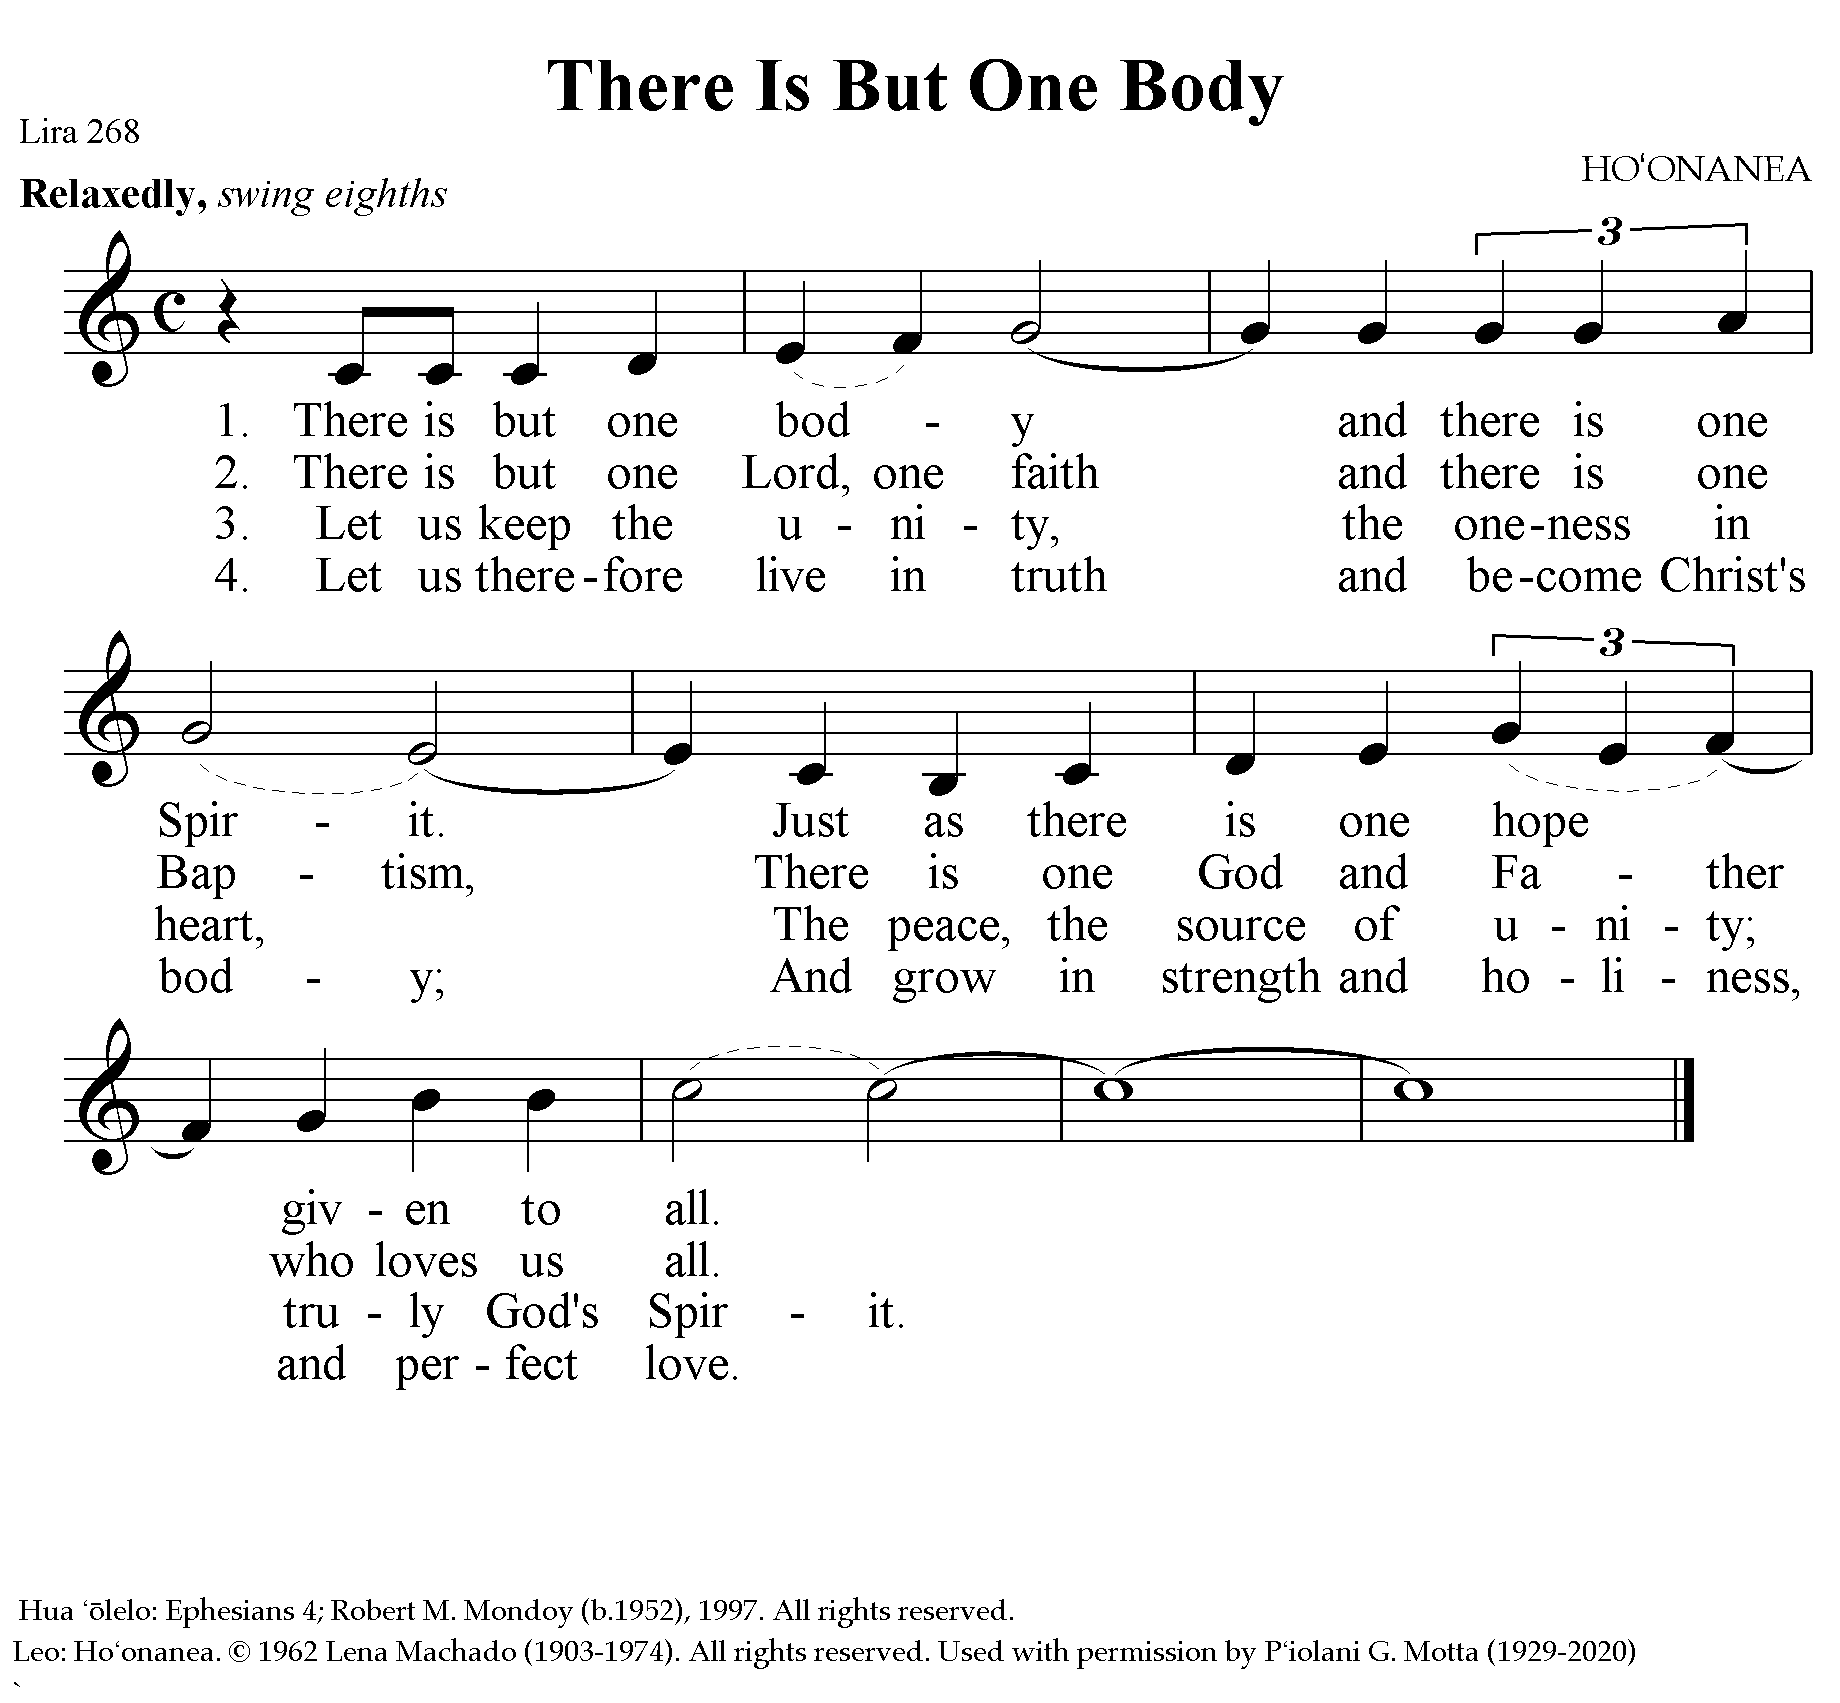 There Is But One Body
Lira 268
HOʻONANEA
Relaxedly, swing eighths
3
1. There is but one bod - y and there is one
2. There is but one Lord, one faith and there is one
3. Let us keep the u - ni - ty, the one-ness in
4. Let us there-fore live in truth and be-come Christ's
3
Spir - it. Just as there is one hope
Bap - tism, There is one God and Fa - ther
heart, The peace, the source of u - ni - ty;
bod - y; And grow in strength and ho - li - ness,
giv - en to all.
who loves us all.
tru - ly God's Spir - it.
and per - fect love.
Hua ʻōlelo: Ephesians 4; Robert M. Mondoy (b.1952), 1997. All rights reserved.
Leo: Hoʻonanea. © 1962 Lena Machado (1903-1974). All rights reserved. Used with permission by Pʻiolani G. Motta (1929-2020)
`